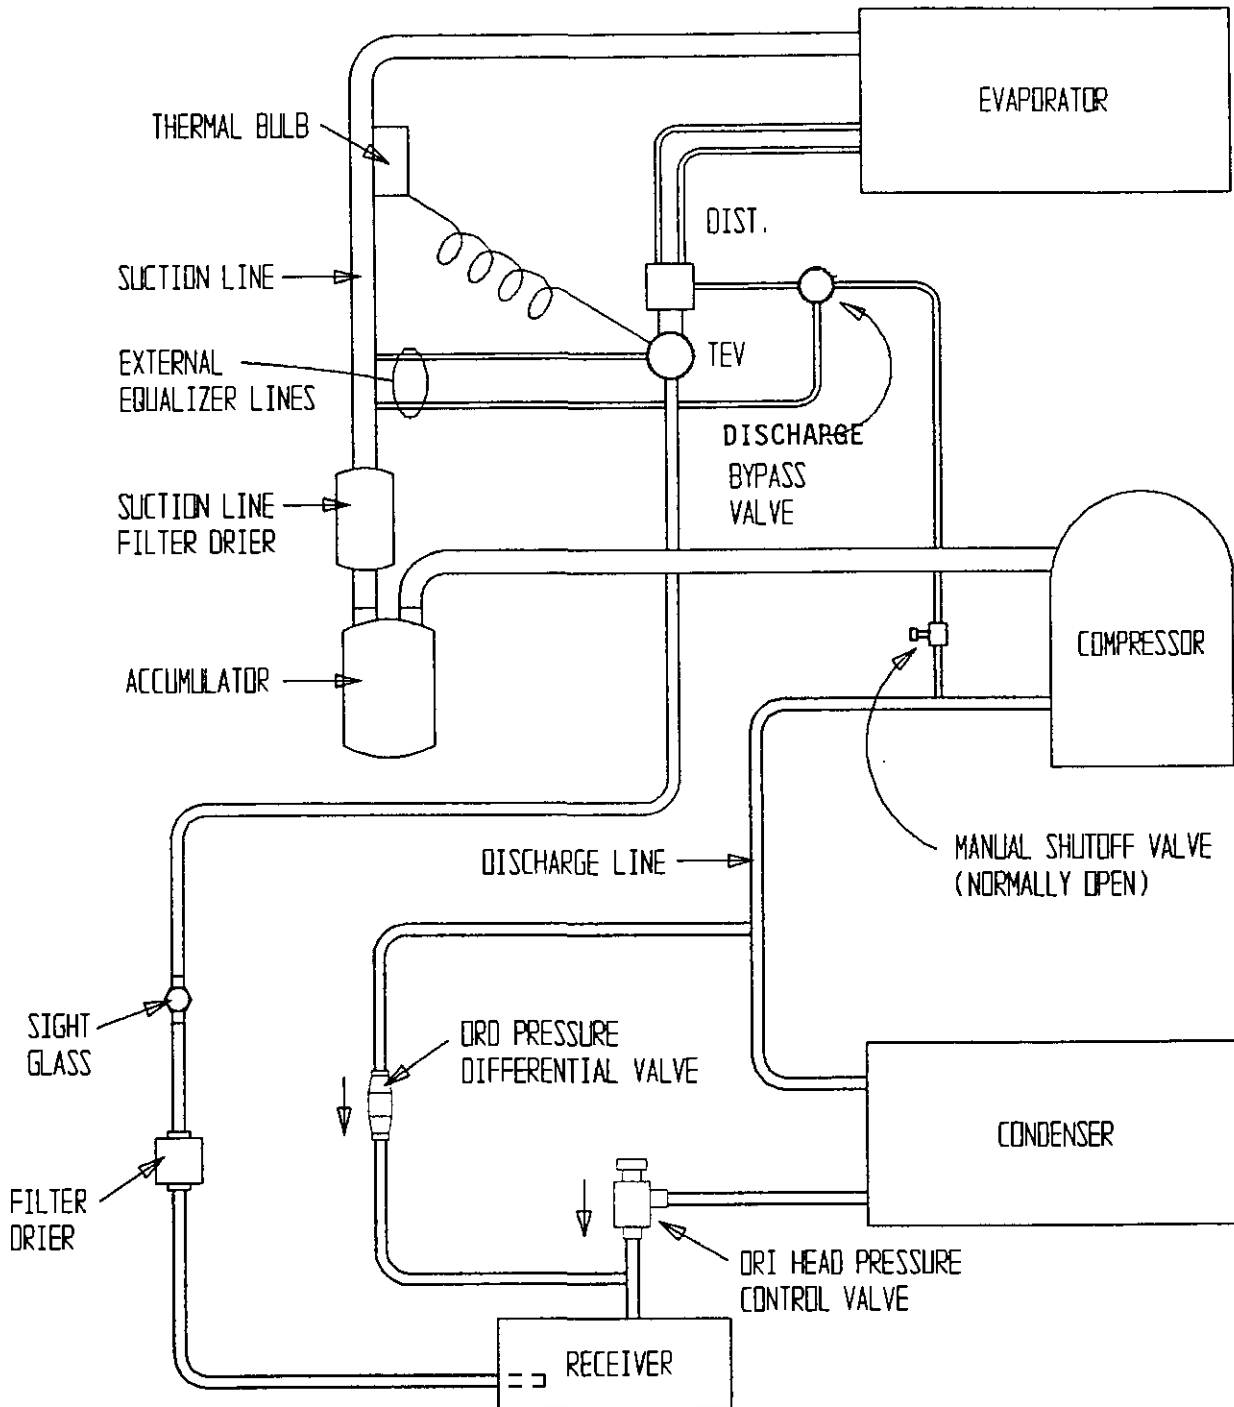 EVAPORATOR
THERMAL BULB
DIST.
SUCTION LINE
TEV
EXTERNAL
EQUALIZER LINES
DISCHARGE
BYPASS
VALVE
SUCTION LINE
FILTER DRIER
COMPRESSOR
ACCUMULATOR
MANUAL SHUTOFF VALVE
(NORMALLY OPEN)
DISCHARGE LINE
SIGHT
GLASS
ORD PRESSURE
DIFFERENTIAL VALVE
CONDENSER
FILTER
DRIER
ORI HEAD PRESSURE
CONTROL VALVE
RECEIVER